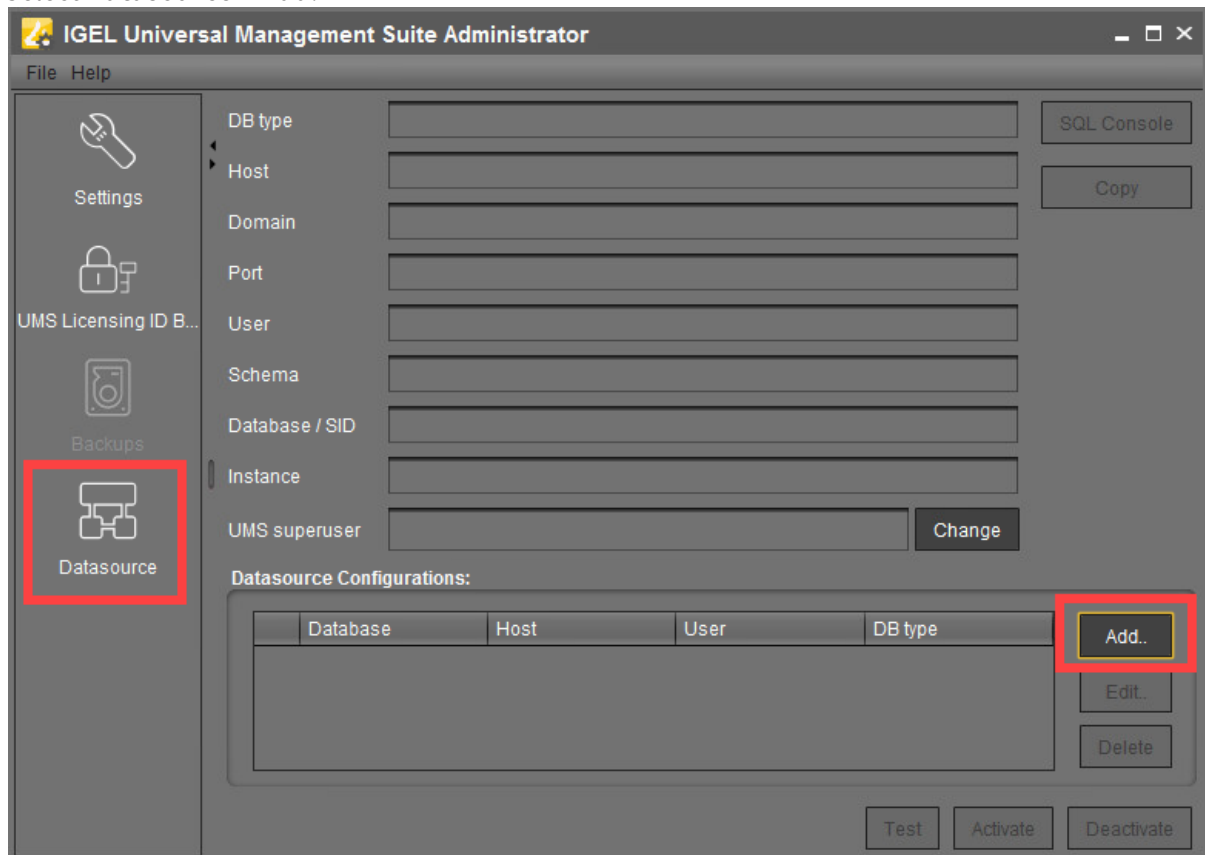 IGEL Universal Management Suite Administrator
File Help
Settings
UMS Licensing ID B...
Backups
Datasource
DB type
Host
Domain
Port
User
Schema
Database / SID
Instance
UMS superuser
Change
SQL Console
Copy
Datasource Configurations:
Database Host User DB type
Add..
Edit..
Delete
Test Activate Deactivate